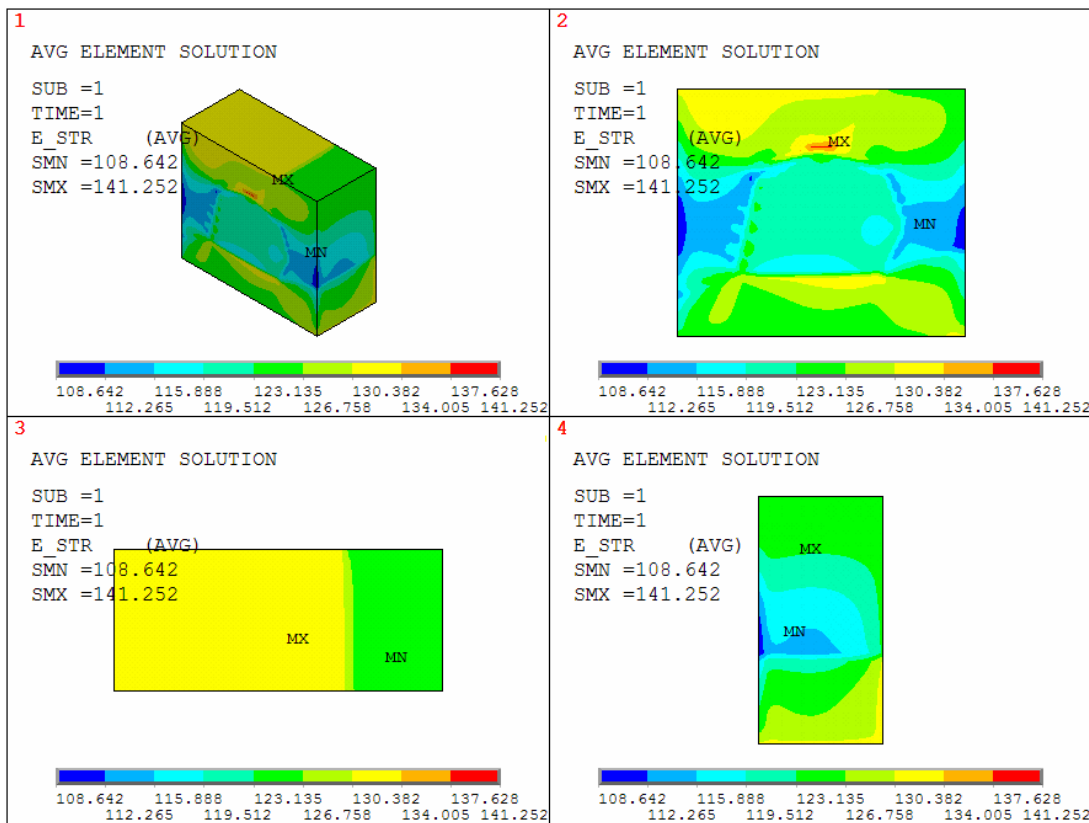 1
AVG ELEMENT SOLUTION
SUB =1
TIME=1
E_STR (AVG)
SMN =108.642
SMX =141.252
MX
MN
108.642 115.888 123.135 130.382 137.628
112.265 119.512 126.758 134.005 141.252
2
AVG ELEMENT SOLUTION
SUB =1
TIME=1
E_STR (AVG)
SMN =108.642
SMX =141.252
MX
MN
108.642 115.888 123.135 130.382 137.628
112.265 119.512 126.758 134.005 141.252
3
AVG ELEMENT SOLUTION
SUB =1
TIME=1
E_STR (AVG)
SMN =108.642
SMX =141.252
MX
MN
108.642 115.888 123.135 130.382 137.628
112.265 119.512 126.758 134.005 141.252
4
AVG ELEMENT SOLUTION
SUB =1
TIME=1
E_STR (AVG)
SMN =108.642
SMX =141.252
MX
MN
108.642 115.888 123.135 130.382 137.628
112.265 119.512 126.758 134.005 141.252